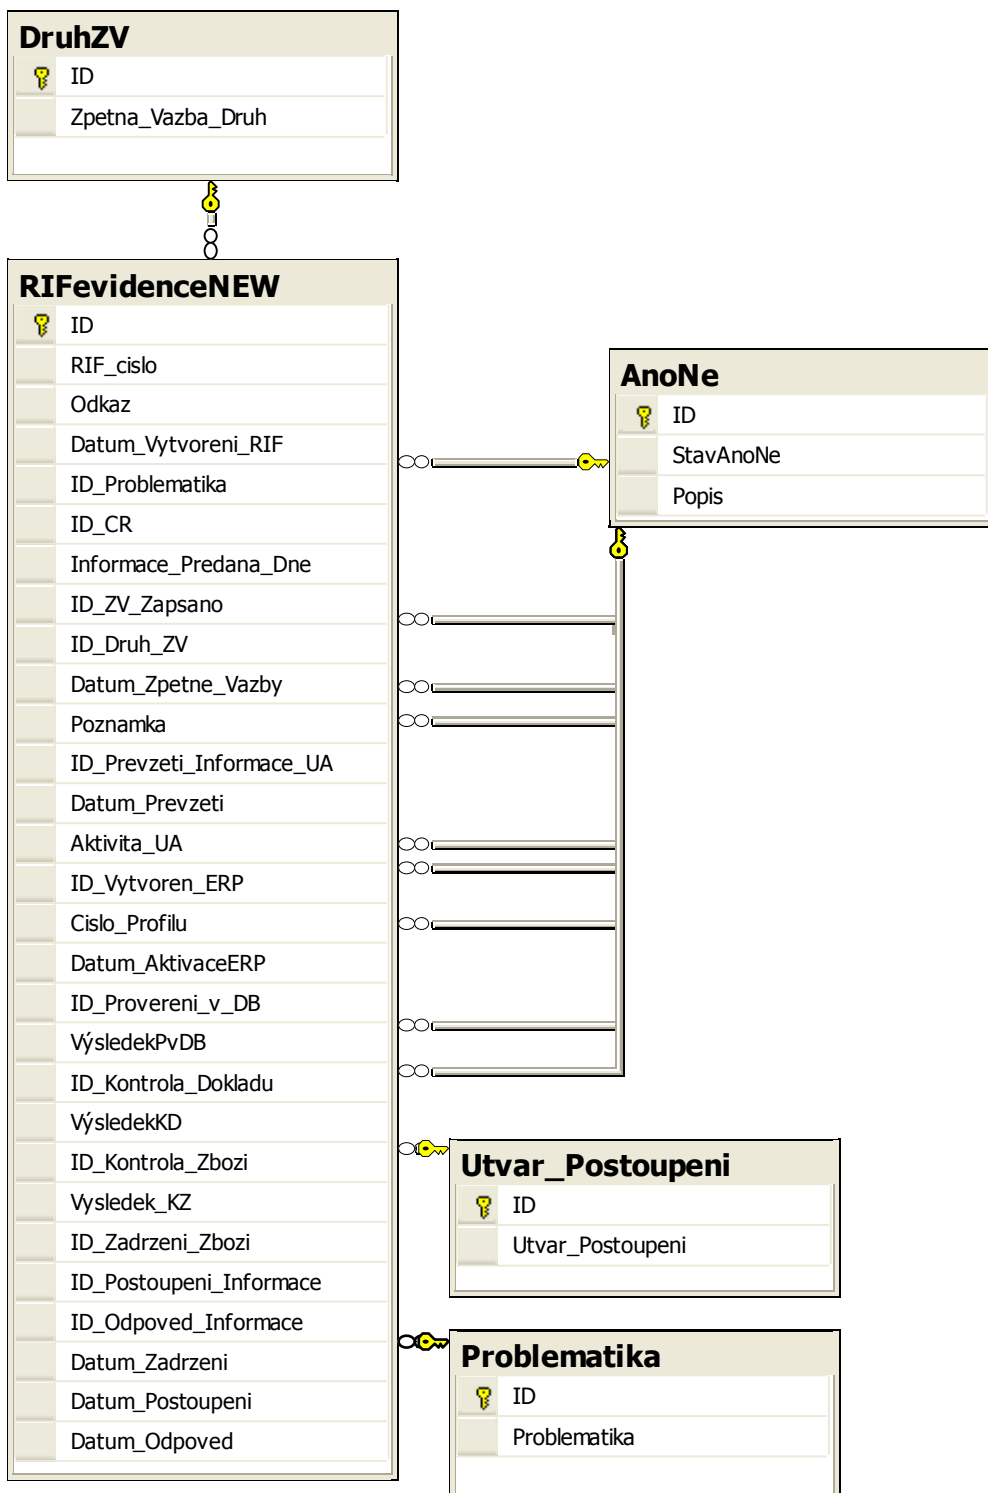 DruhZV
ID
Zpetna_Vazba_Druh
RIFevidenceNEW
ID
RIF_cislo
Odkaz
Datum_Vytvoreni_RIF
ID_Problematika
ID_CR
Informace_Predana_Dne
ID_ZV_Zapsano
ID_Druh_ZV
Datum_Zpetne_Vazby
Poznamka
ID_Prevzeti_Informace_UA
Datum_Prevzeti
Aktivita_UA
ID_Vytvoren_ERP
Cislo_Profilu
Datum_AktivaceERP
ID_Provereni_v_DB
VýsledekPvDB
ID_Kontrola_Dokladu
VýsledekKD
ID_Kontrola_Zbozi
Vysledek_KZ
ID_Zadrzeni_Zbozi
ID_Postoupeni_Informace
ID_Odpoved_Informace
Datum_Zadrzeni
Datum_Postoupeni
Datum_Odpoved
AnoNe
ID
StavAnoNe
Popis
Utvar_Postoupeni
ID
Utvar_Postoupeni
Problematika
ID
Problematika